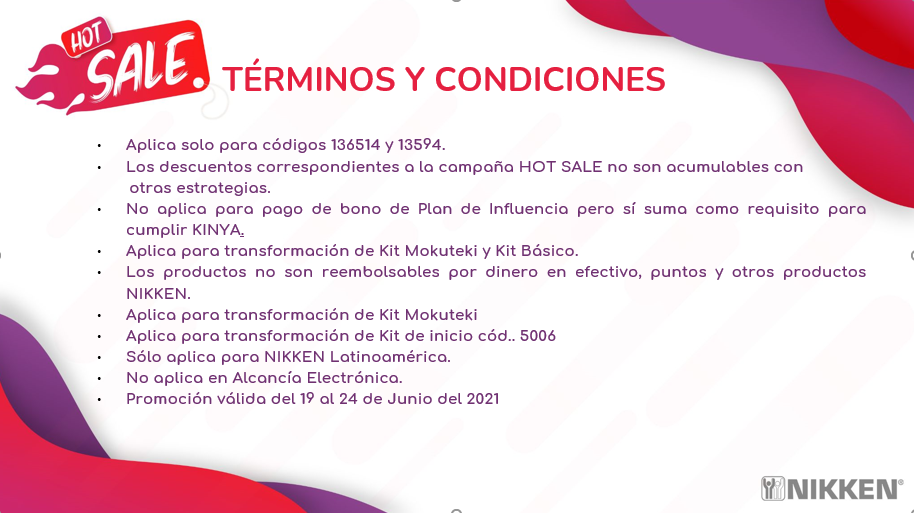 HOT
SALE.
TÉRMINOS Y CONDICIONES
• Aplica solo para códigos 136514 y 13594.
• Los descuentos correspondientes a la campaña HOT SALE no son acumulables con
otras estrategias.
• No aplica para pago de bono de Plan de Influencia pero sí suma como requisito para
cumplir KINYA.
• Aplica para transformación de Kit Mokuteki y Kit Básico.
• Los productos no son reembolsables por dinero en efectivo, puntos y otros productos
NIKKEN.
• Aplica para transformación de Kit Mokuteki
• Aplica para transformación de Kit de inicio cód.. 5006
• Sólo aplica para NIKKEN Latinoamérica.
• No aplica en Alcancía Electrónica.
• Promoción válida del 19 al 24 de Junio del 2021
NIKKEN®